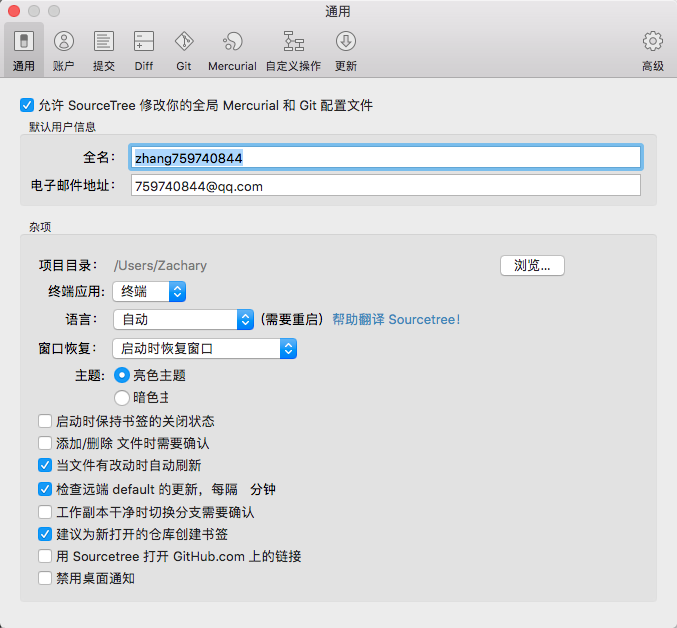 通用
通用 账户 提交 Diff Git Mercurial 自定义操作 更新 高级
允许 SourceTree 修改你的全局 Mercurial 和 Git 配置文件
默认用户信息
全名： zhang759740844
电子邮件地址： 759740844@qq.com
杂项
项目目录： /Users/Zachary 浏览...
终端应用: 终端
语言： 自动 (需要重启) 帮助翻译 Sourcetree!
窗口恢复： 启动时恢复窗口
主题: 亮色主题
暗色主
启动时保持书签的关闭状态
添加/删除 文件时需要确认
当文件有改动时自动刷新
检查远端 default 的更新，每隔 分钟
工作副本干净时切换分支需要确认
建议为新打开的仓库创建书签
用 Sourcetree 打开 GitHub.com 上的链接
禁用桌面通知